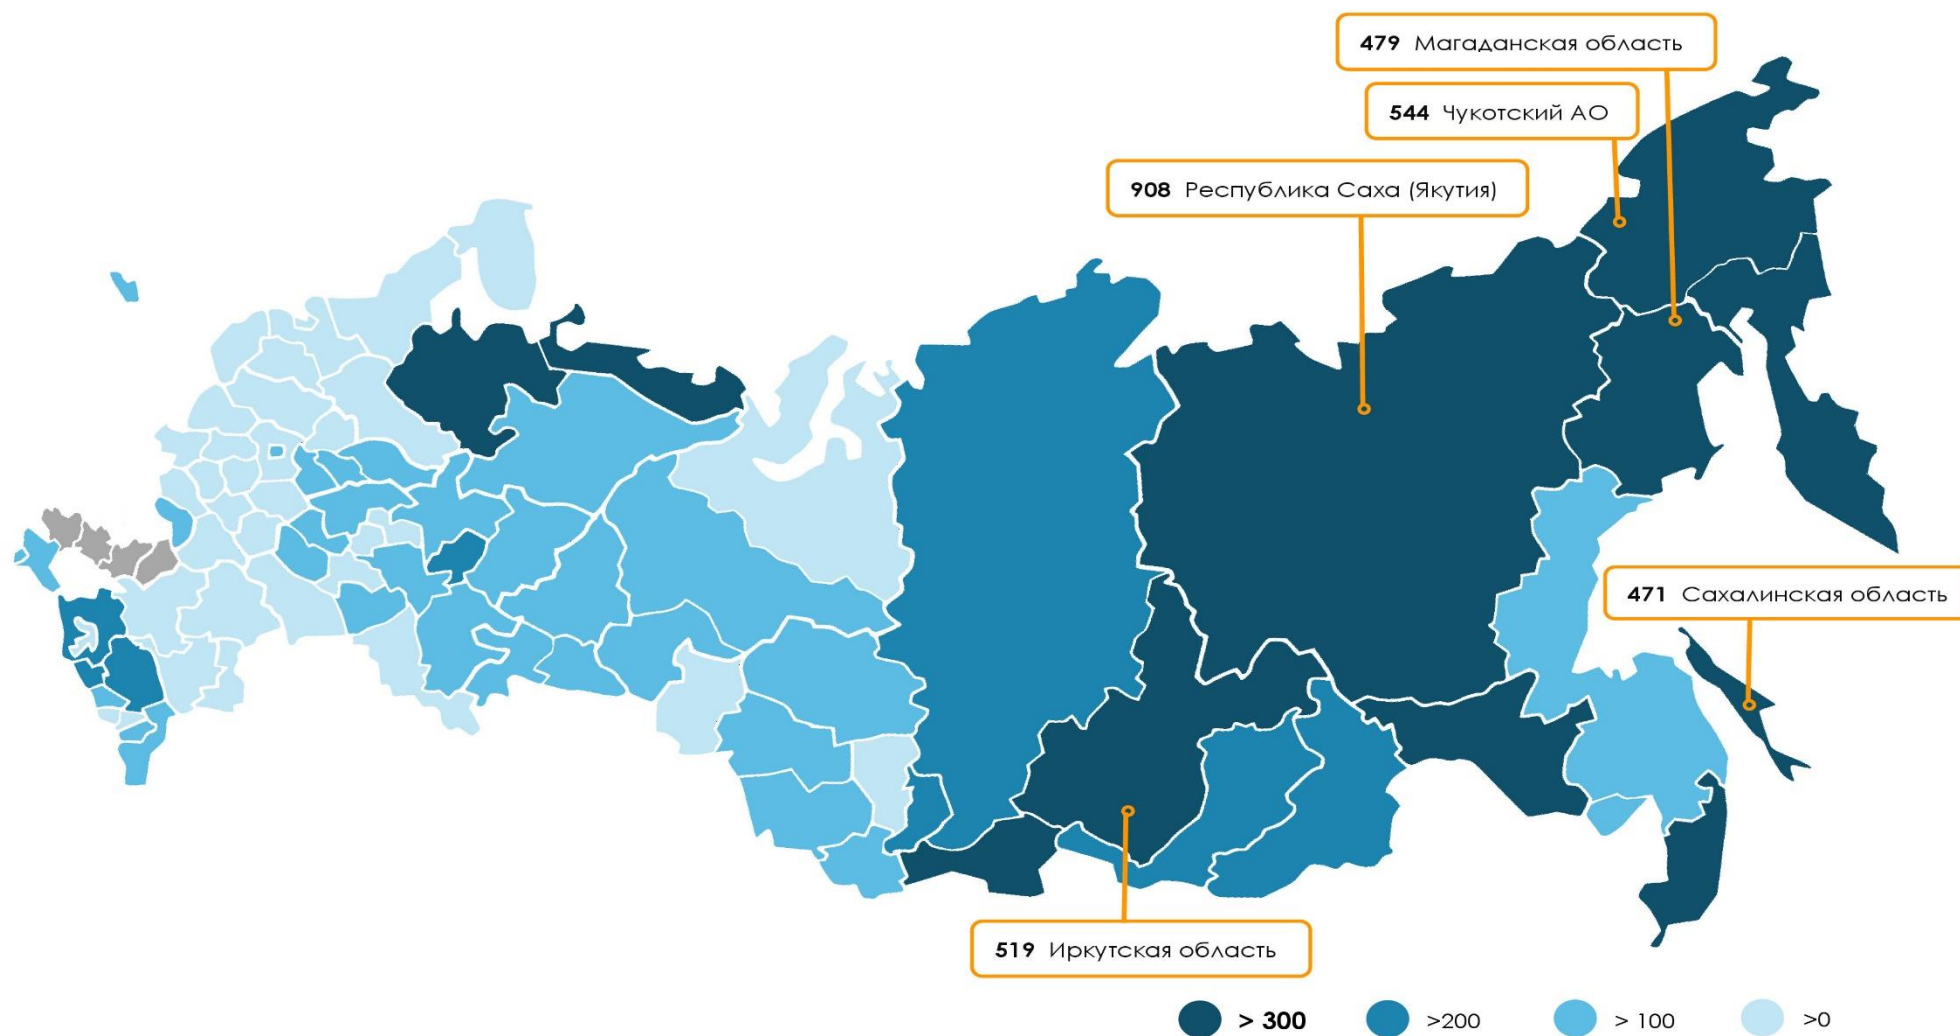 479 Магаданская область
544 Чукотский АО
908 Республика Саха (Якутия)
471 Сахалинская область
519 Иркутская область
> 300
>200
> 100
>0